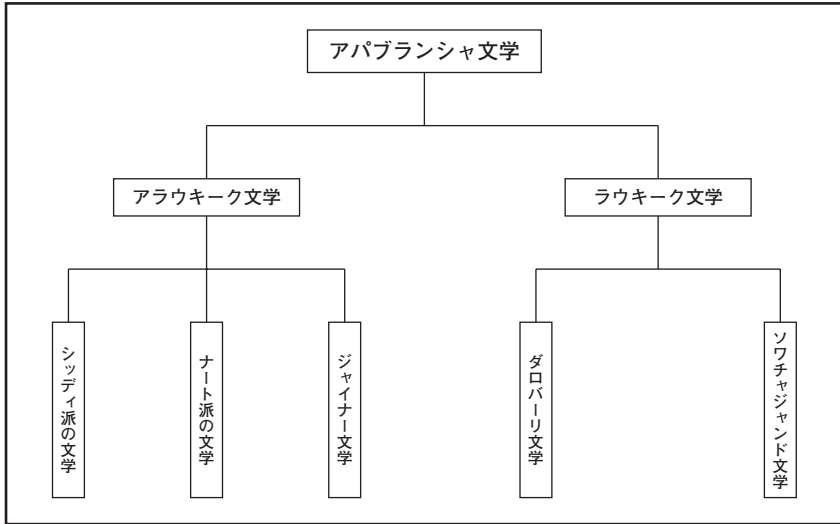 アパブランシャ文学
アラウキーク文学
ラウキーク文学
シッディ派の文学
ナート派の文学
ジャイナー文学
ダロバーリ文学
ソワチャジャンド文学